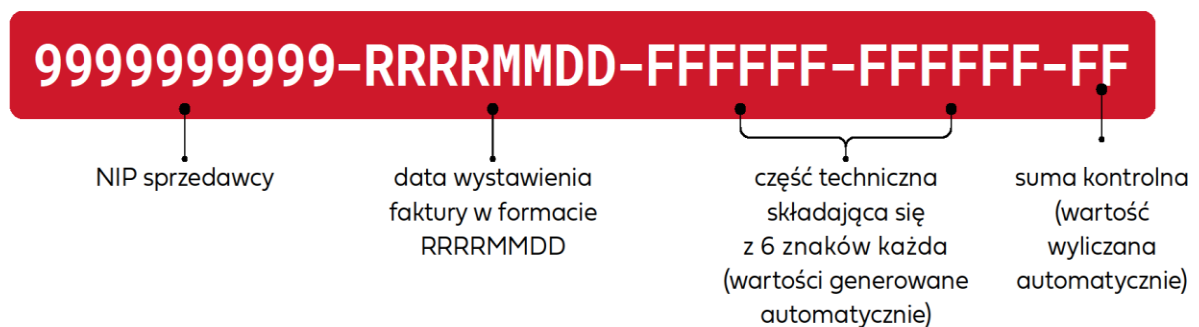 9999999999-RRRRMMDD-FFFFFF-FFFFFF-FF
NIP sprzedawcy
data wystawienia
faktury w formacie
RRRRMMDD
część techniczna
składająca się
z 6 znaków każda
(wartości generowane
automatycznie)
suma kontrolna
(wartość
wyliczana
automatycznie)